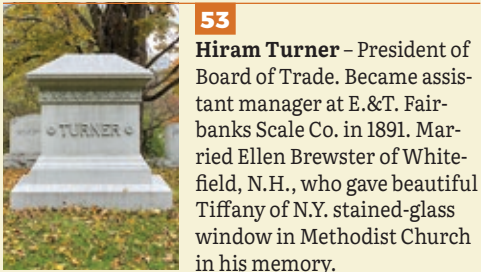 53
Hiram Turner – President of
Board of Trade. Became assis-
tant manager at E.&T. Fair-
banks Scale Co. in 1891. Mar-
ried Ellen Brewster of White-
field, N.H., who gave beautiful
Tiffany of N.Y. stained-glass
window in Methodist Church
in his memory.
TURNER